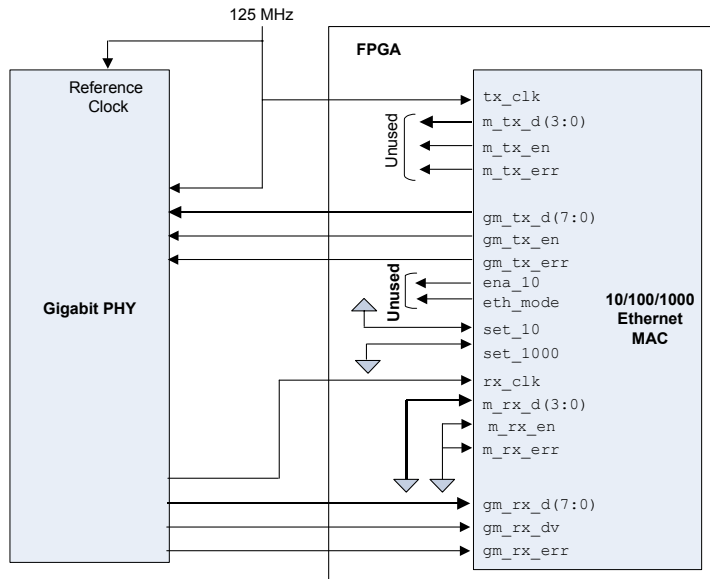 125 MHz
FPGA
Reference
Clock
tx_clk
m_tx_d(3:0)
m_tx_en
m_tx_err
Unused
gm_tx_d(7:0)
gm_tx_en
gm_tx_err
ena_10
eth_mode
Unused
Gigabit PHY
10/100/1000
Ethernet
MAC
set_10
set_1000
rx_clk
m_rx_d(3:0)
m_rx_en
m_rx_err
gm_rx_d(7:0)
gm_rx_dv
gm_rx_err